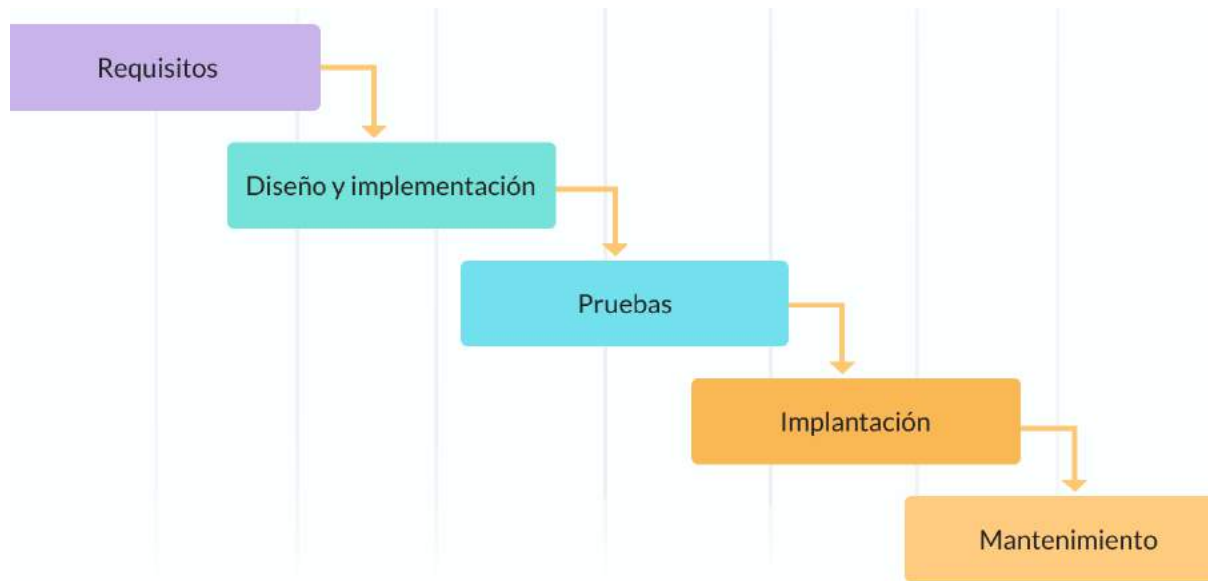 Requisitos
Diseño y implementación
Pruebas
Implantación
Mantenimiento